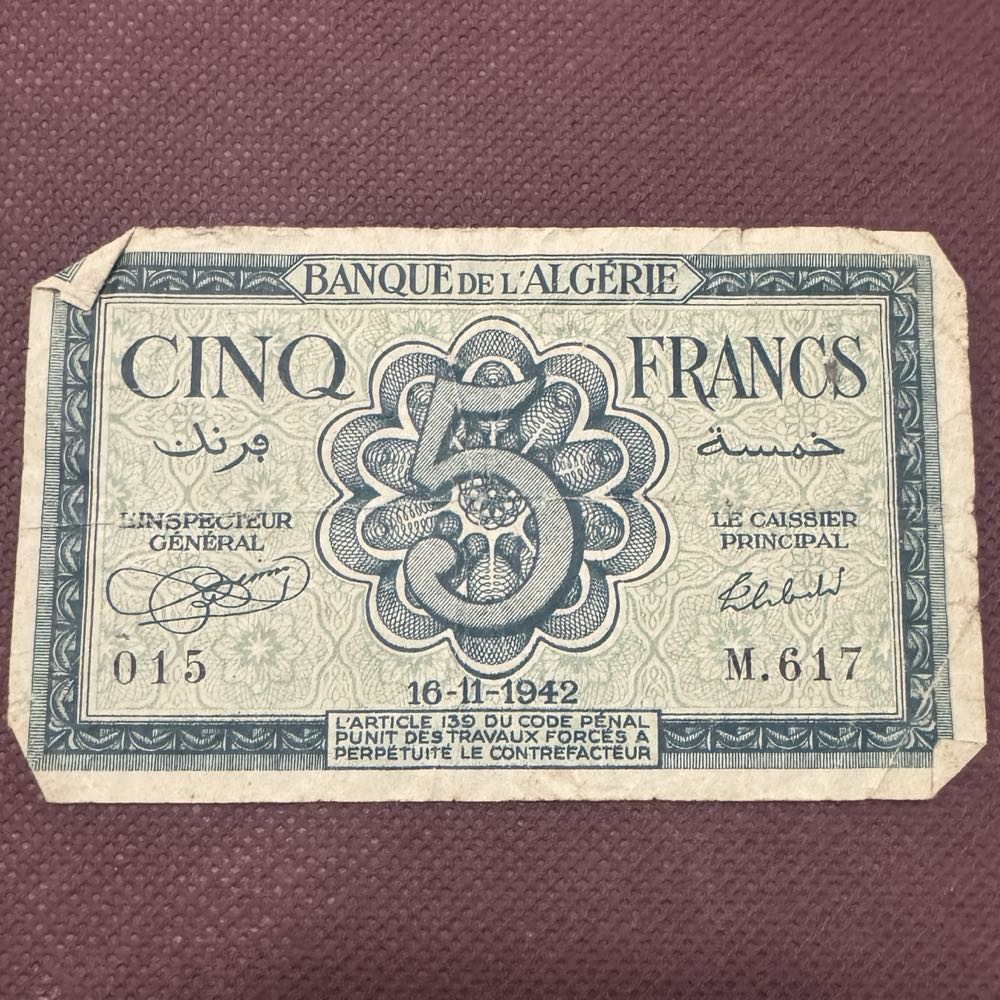 BANQUE DE L'ALGÉRIE
CINQ FRANCS
خمسة فرنك
L'INSPECTEUR
GÉNÉRAL
LE CAISSIER
PRINCIPAL
015
M.617
5
16-11-1942
L'ARTICLE 139 DU CODE PÉNAL
PUNIT DES TRAVAUX FORCÉS A
PERPÉTUITÉ LE CONTREFACTEUR